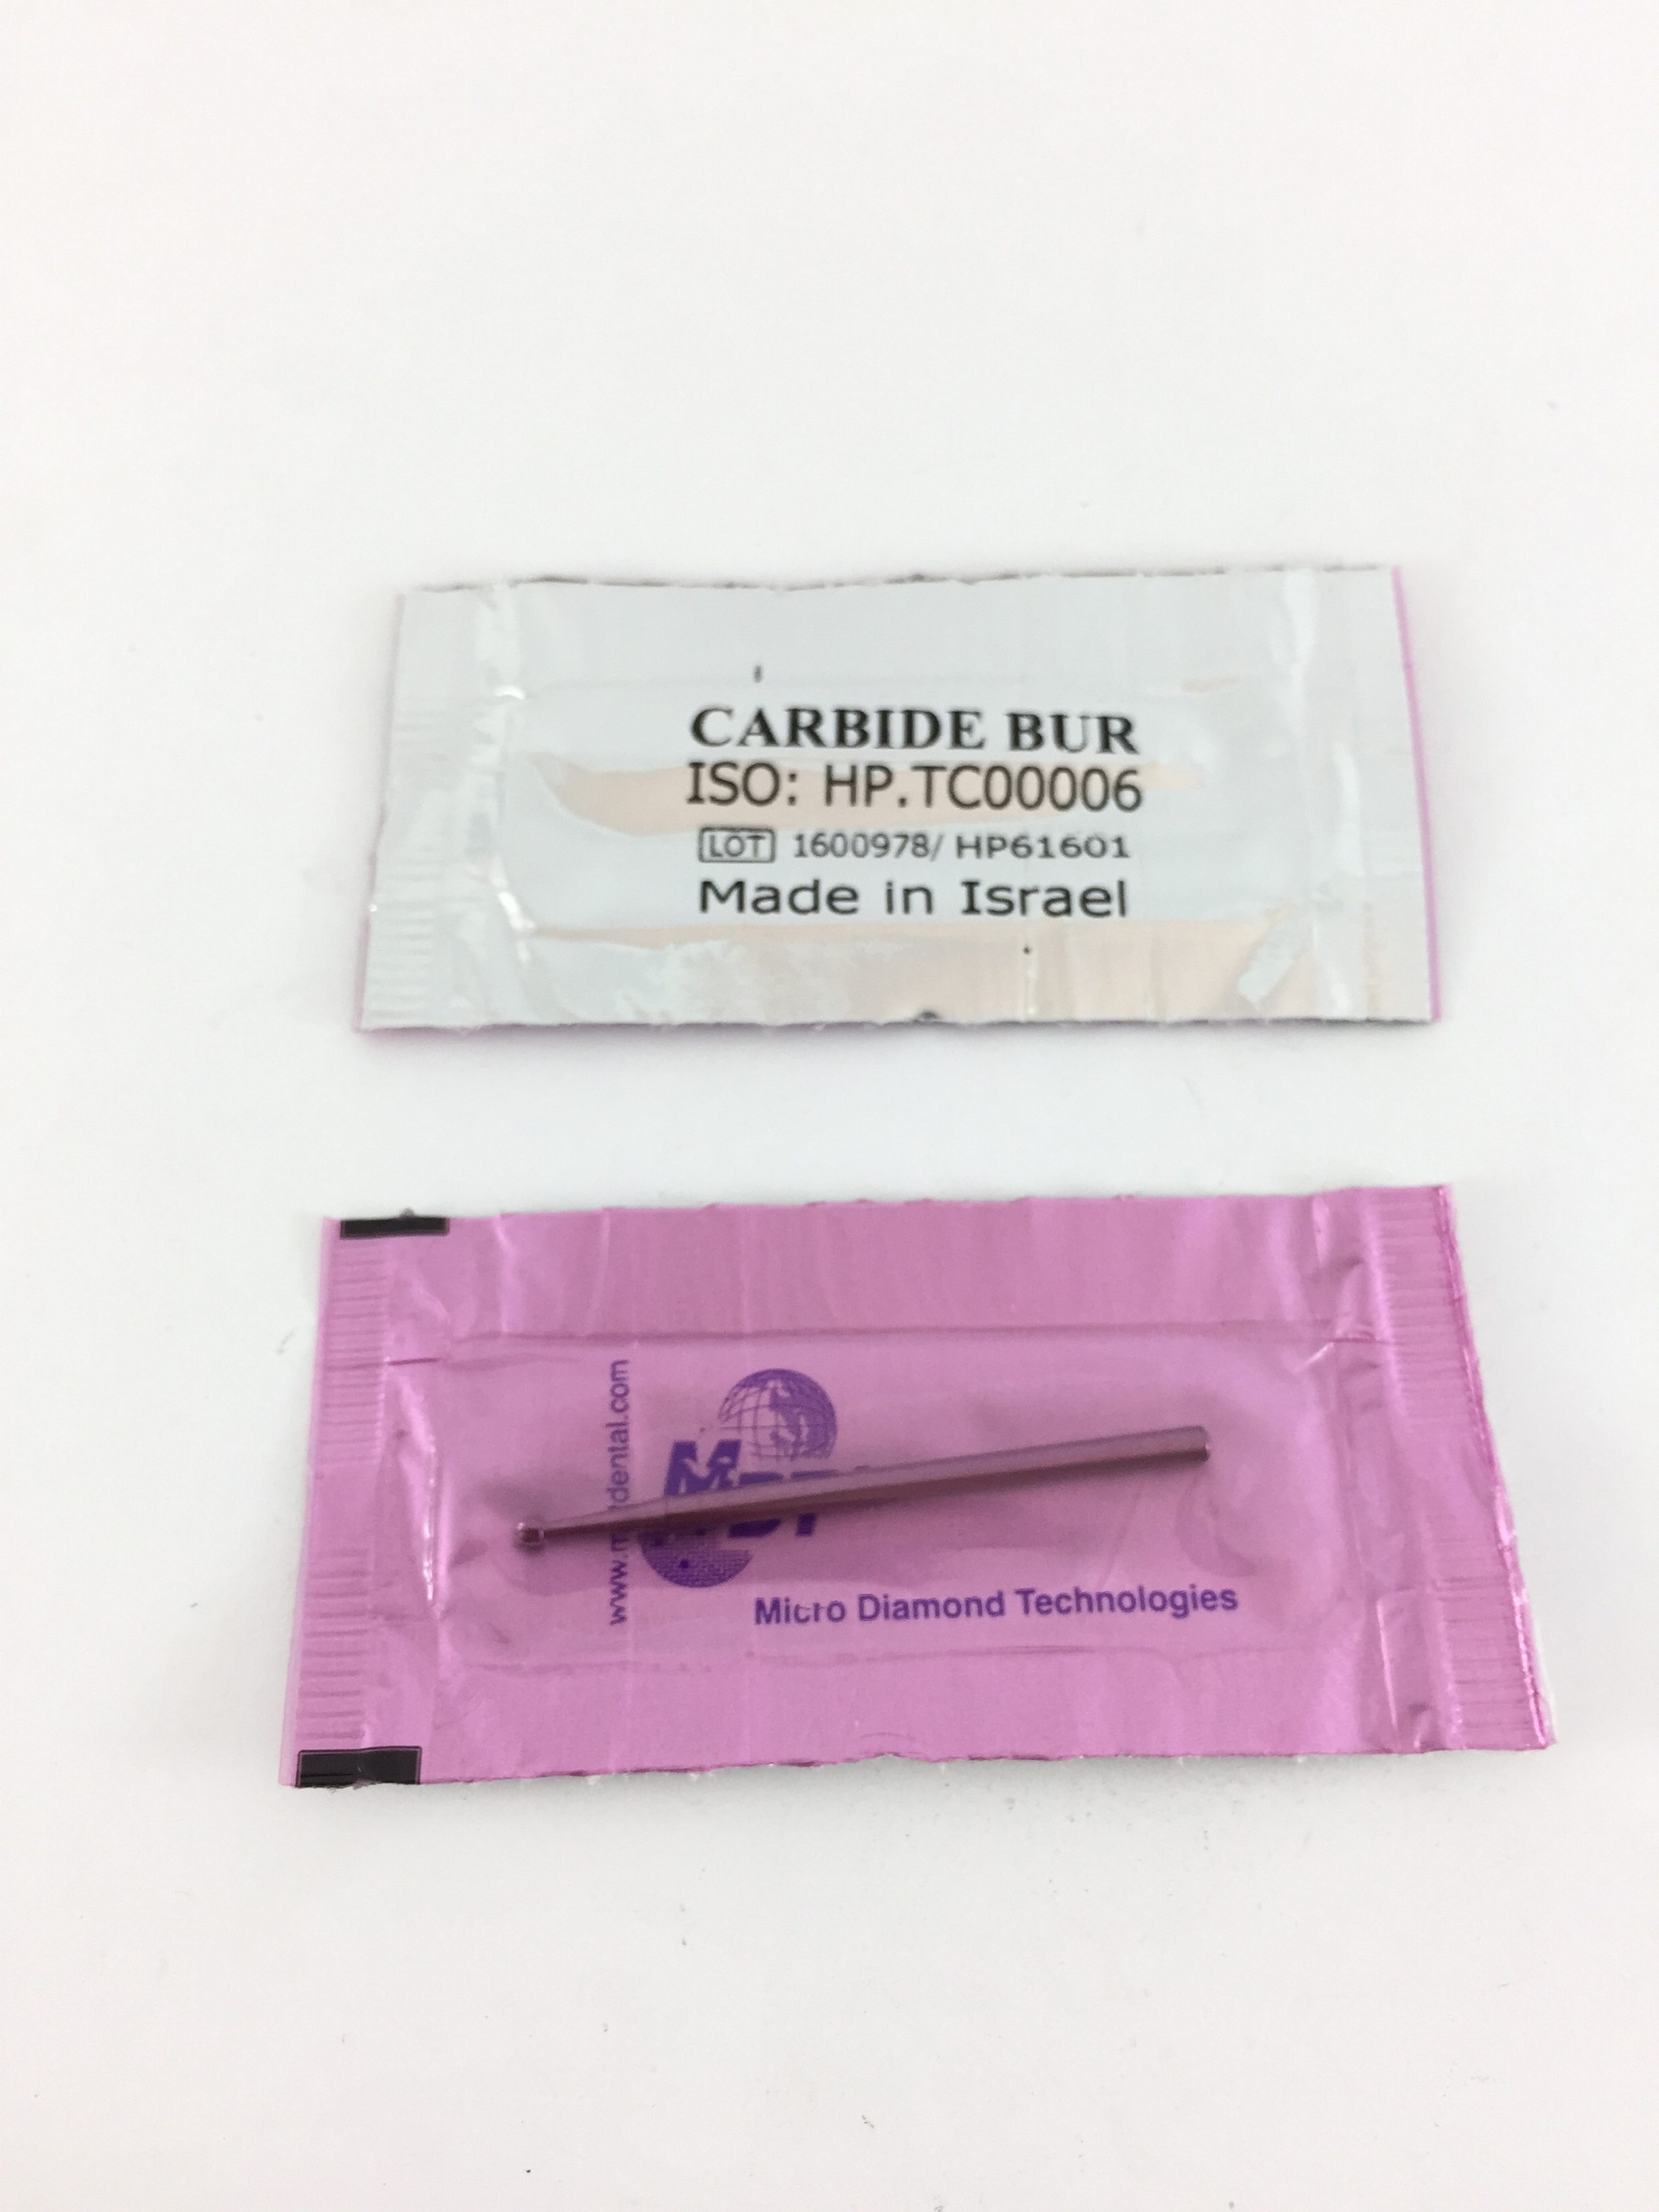 CARBIDE BUR
ISO: HP.TC00006
LOT 1600978/ HP61601
Made in Israel
Micro Diamond Technologies